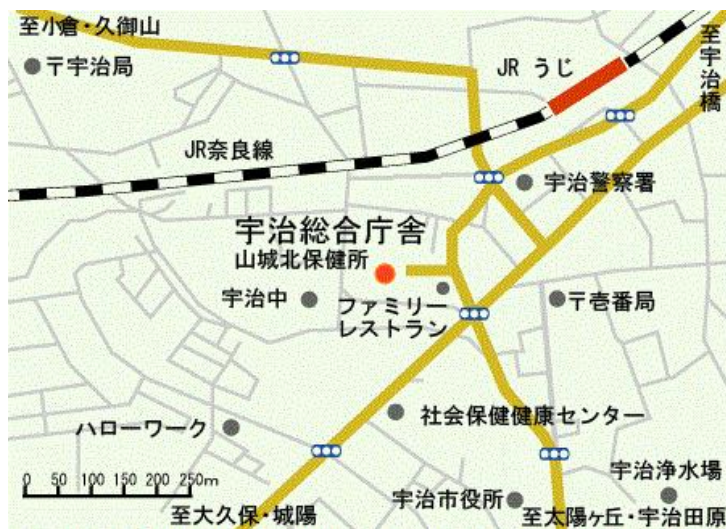 至小倉・久御山
〒宇治局
JR うじ
至宇治橋
JR奈良線
宇治警察署
宇治総合庁舎
山城北保健所
宇治中
ファミリー
レストラン
〒壱番局
ハローワーク
社会保健健康センター
0 50 100 150 200 250m
宇治浄水場
宇治市役所
至大久保・城陽
至太陽ヶ丘・宇治田原